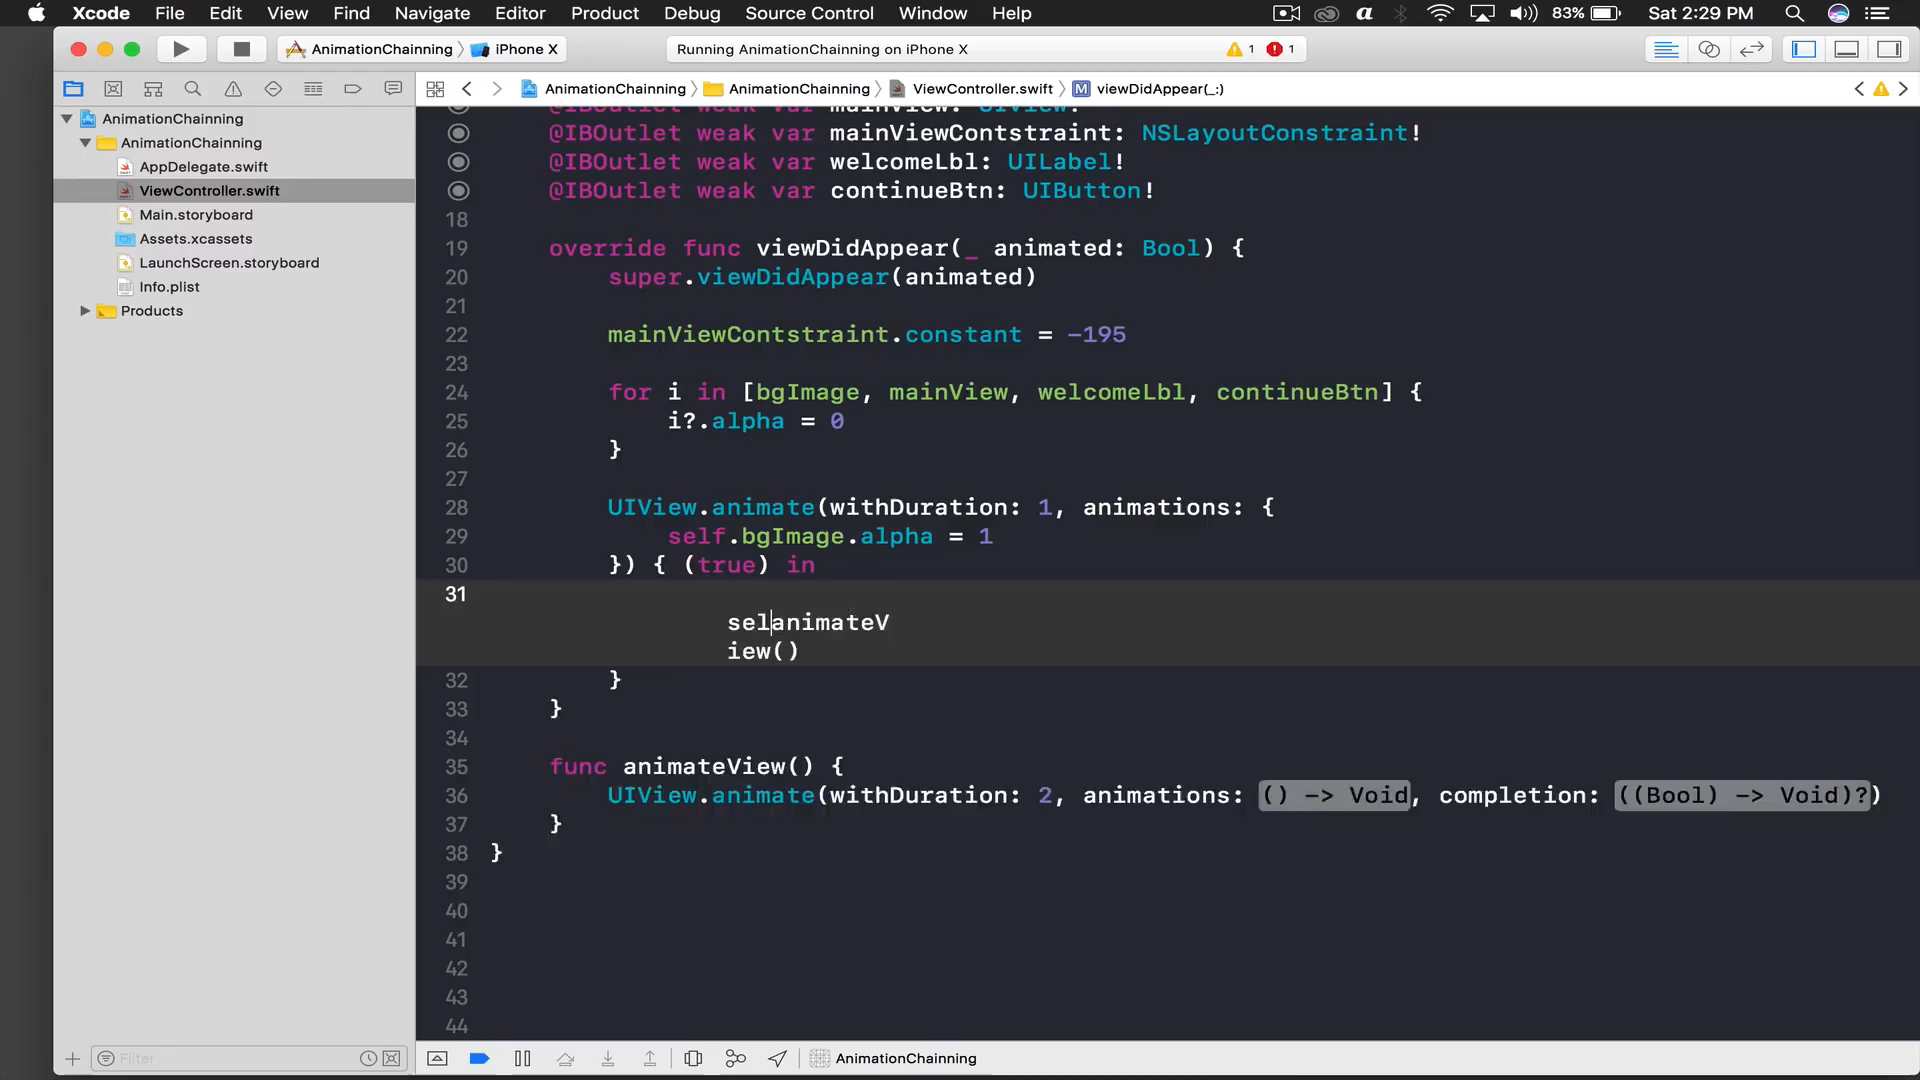 Xcode File Edit View Find Navigate Editor Product Debug Source Control Window Help 83% Sat 2:29 PM
AnimationChainning iPhone X Running AnimationChainning on iPhone X 1 1
AnimationChainning AnimationChainning ViewController.swift M viewDidAppear(_:)
AnimationChainning
AnimationChainning
AppDelegate.swift
ViewController.swift
Main.storyboard
Assets.xcassets
LaunchScreen.storyboard
Info.plist
Products
@IBOutlet weak var mainView: UIView!
@IBOutlet weak var mainViewContstraint: NSLayoutConstraint!
@IBOutlet weak var welcomeLbl: UILabel!
@IBOutlet weak var continueBtn: UIButton!
18
19 override func viewDidAppear(_ animated: Bool) {
20 super.viewDidAppear(animated)
21
22 mainViewContstraint.constant = -195
23
24 for i in [bgImage, mainView, welcomeLbl, continueBtn] {
25 i?.alpha = 0
26 }
27
28 UIView.animate(withDuration: 1, animations: {
29 self.bgImage.alpha = 1
30 }) { (true) in
31
selanimateV
iew()
32 }
33 }
34
35 func animateView() {
36 UIView.animate(withDuration: 2, animations: () -> Void, completion: ((Bool) -> Void)?)
37 }
38 }
39
40
41
42
43
44
Filter
AnimationChainning